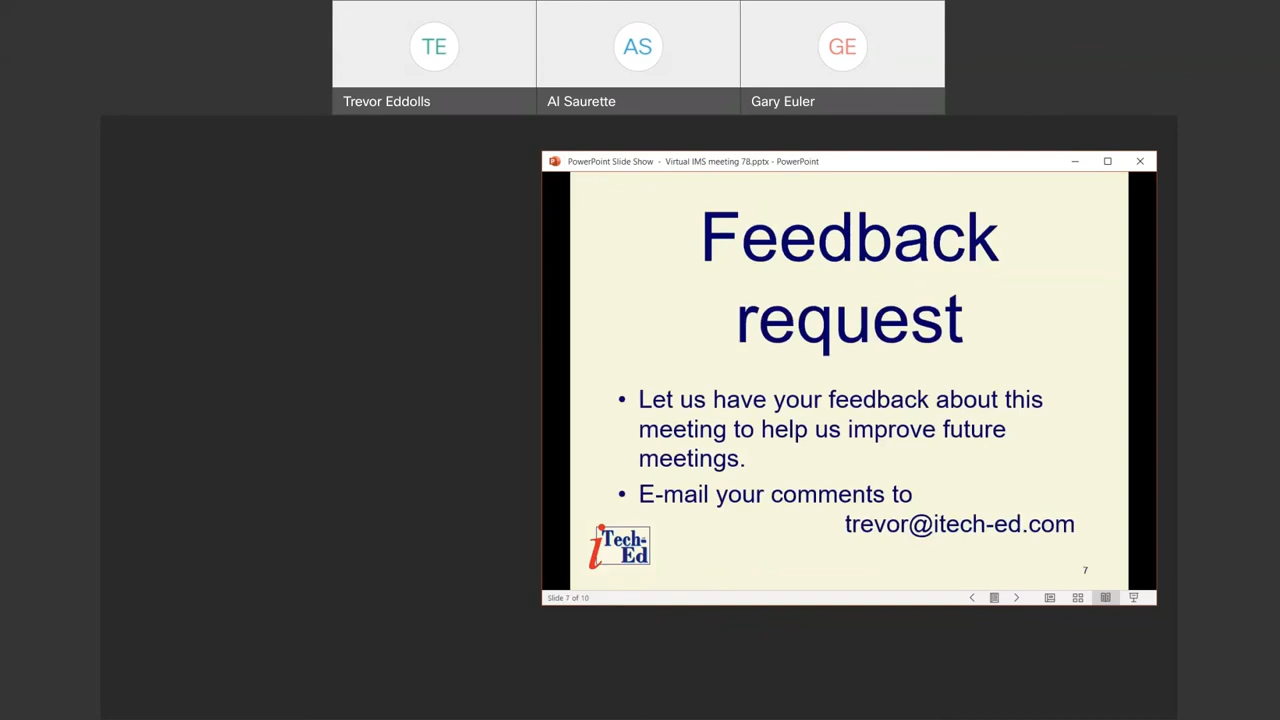 TE
AS
GE
Trevor Eddolls
Al Saurette
Gary Euler
PowerPoint Slide Show - Virtual IMS meeting 78.pptx - PowerPoint
Feedback
request
• Let us have your feedback about this
meeting to help us improve future
meetings.
• E-mail your comments to
trevor@itech-ed.com
iTech-
Ed
7
Slide 7 of 10